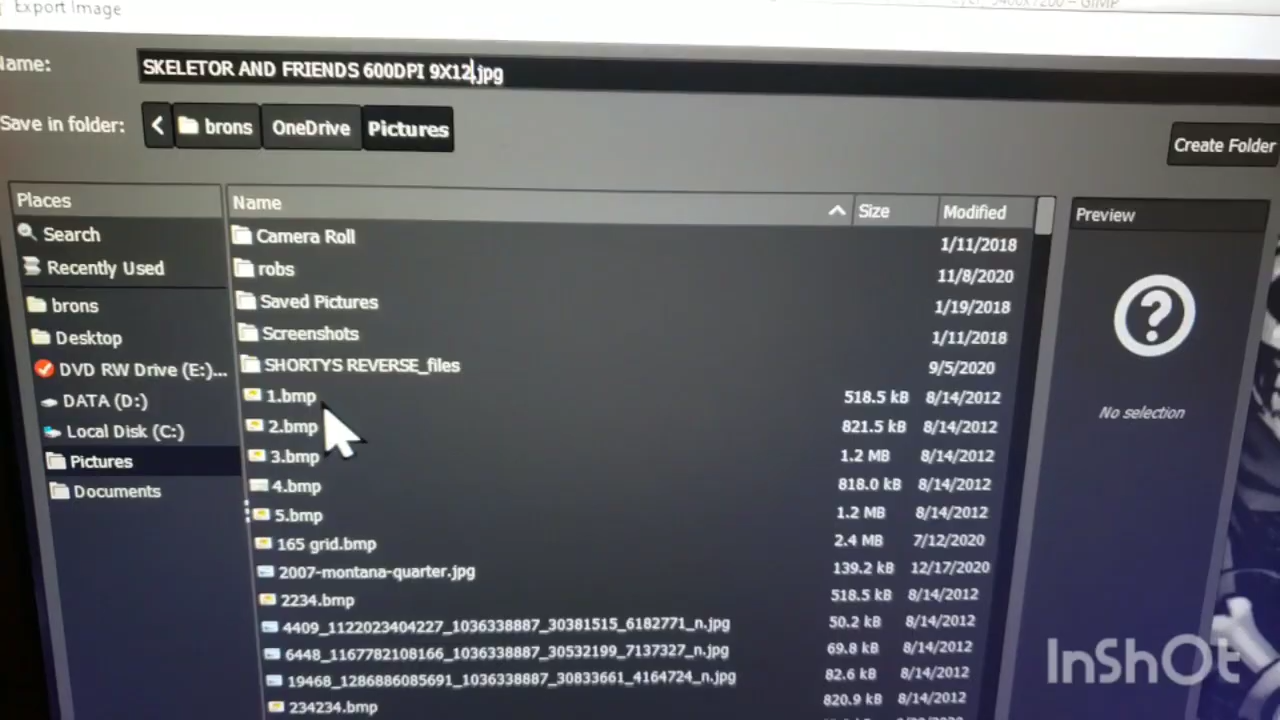 Export Image
GIMP
Name:
SKELETOR AND FRIENDS 600DPI 9X12.jpg
Save in folder:
brons
OneDrive
Pictures
Create Folder
Places
Name
Size
Modified
Preview
Search
Camera Roll
1/11/2018
Recently Used
robs
11/8/2020
brons
Saved Pictures
1/19/2018
Desktop
Screenshots
1/11/2018
DVD RW Drive (E:)...
SHORTYS REVERSE_files
9/5/2020
DATA (D:)
1.bmp
518.5 kB
8/14/2012
No selection
Local Disk (C:)
2.bmp
821.5 kB
8/14/2012
Pictures
3.bmp
1.2 MB
8/14/2012
Documents
4.bmp
818.0 kB
8/14/2012
5.bmp
1.2 MB
8/14/2012
165 grid.bmp
2.4 MB
7/12/2020
2007-montana-quarter.jpg
139.2 kB
12/17/2020
2234.bmp
518.5 kB
8/14/2012
4409_1122023404227_1036338887_30381515_6182771_n.jpg
50.2 kB
8/14/2012
6448_1167782108166_1036338887_30532199_7137327_n.jpg
69.8 kB
8/14/2012
19468_1286886085691_1036338887_30833661_4164724_n.jpg
82.6 kB
8/14/2012
234234.bmp
820.9 kB
8/14/2012
InShOt